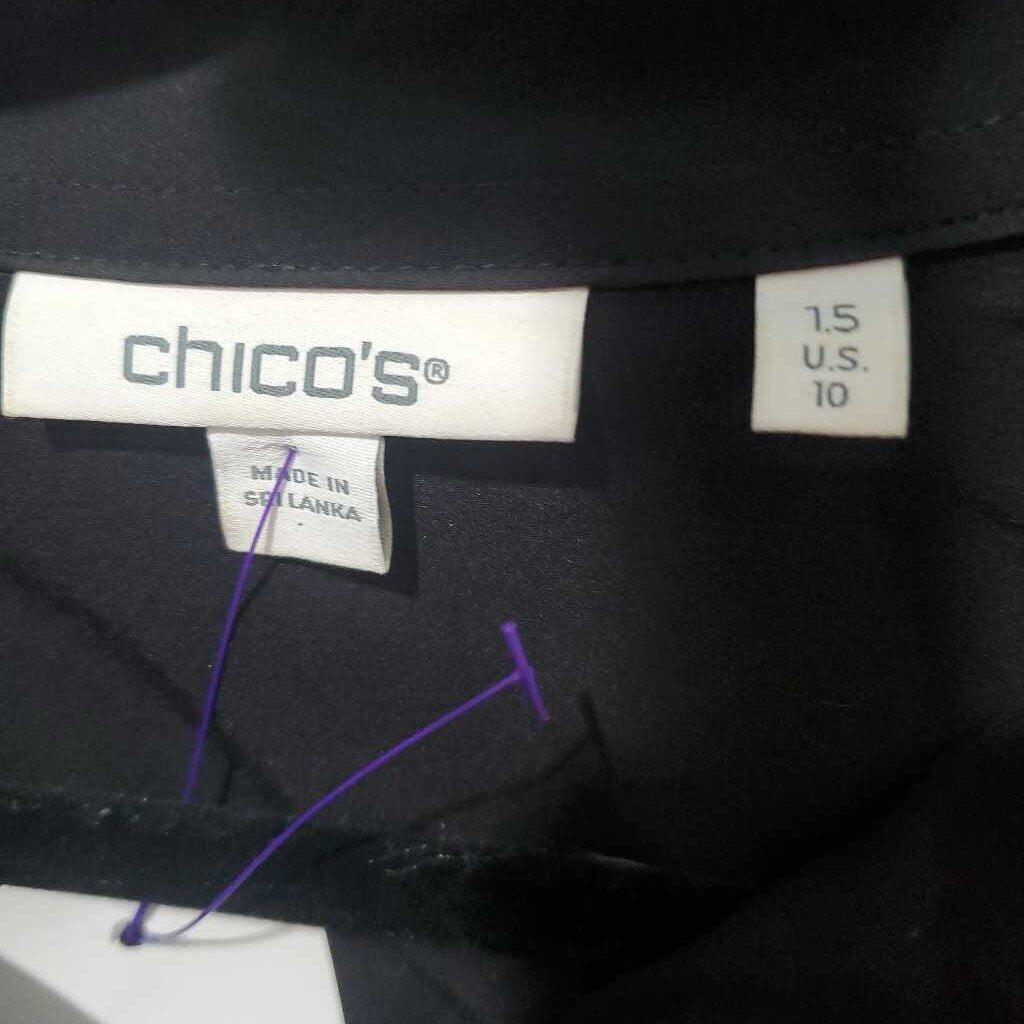 chico's®
MADE IN
SRI LANKA
1.5
U.S.
10